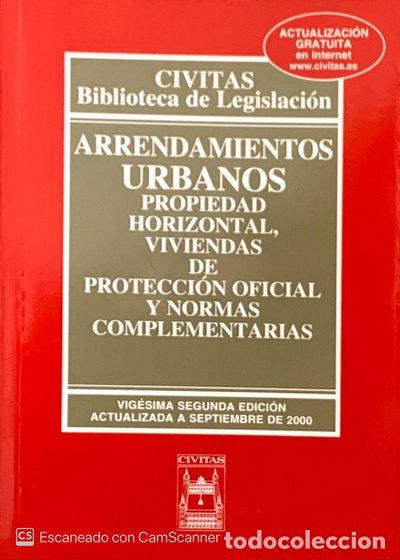 ACTUALIZACIÓN
GRATUITA
en Internet
www.civitas.es
CIVITAS
Biblioteca de Legislación
ARRENDAMIENTOS
URBANOS
PROPIEDAD
HORIZONTAL,
VIVIENDAS
DE
PROTECCIÓN OFICIAL
Y NORMAS
COMPLEMENTARIAS
VIGÉSIMA SEGUNDA EDICIÓN
ACTUALIZADA A SEPTIEMBRE DE 2000
CIVITAS
CS Escaneado con CamScanner
todocoleccion